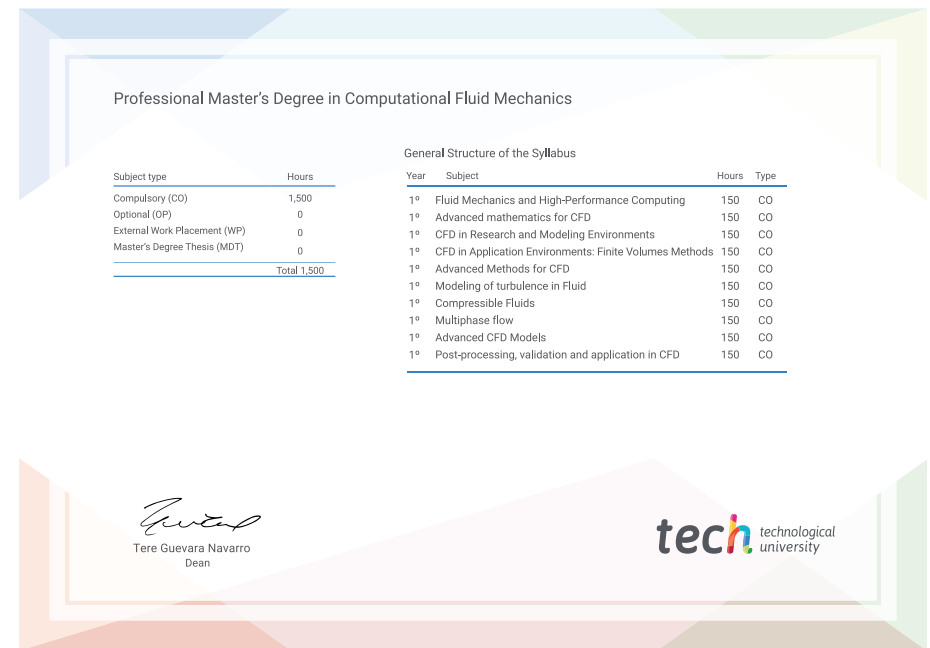 Professional Master's Degree in Computational Fluid Mechanics
Subject type Hours
Compulsory (CO) 1,500
Optional (OP) 0
External Work Placement (WP) 0
Master's Degree Thesis (MDT) 0
Total 1,500
General Structure of the Syllabus
Year Subject Hours Type
1º Fluid Mechanics and High-Performance Computing 150 CO
1º Advanced mathematics for CFD 150 CO
1º CFD in Research and Modeling Environments 150 CO
1º CFD in Application Environments: Finite Volumes Methods 150 CO
1º Advanced Methods for CFD 150 CO
1º Modeling of turbulence in Fluid 150 CO
1º Compressible Fluids 150 CO
1º Multiphase flow 150 CO
1º Advanced CFD Models 150 CO
1º Post-processing, validation and application in CFD 150 CO
Tere Guevara Navarro
Dean
tech technological
university